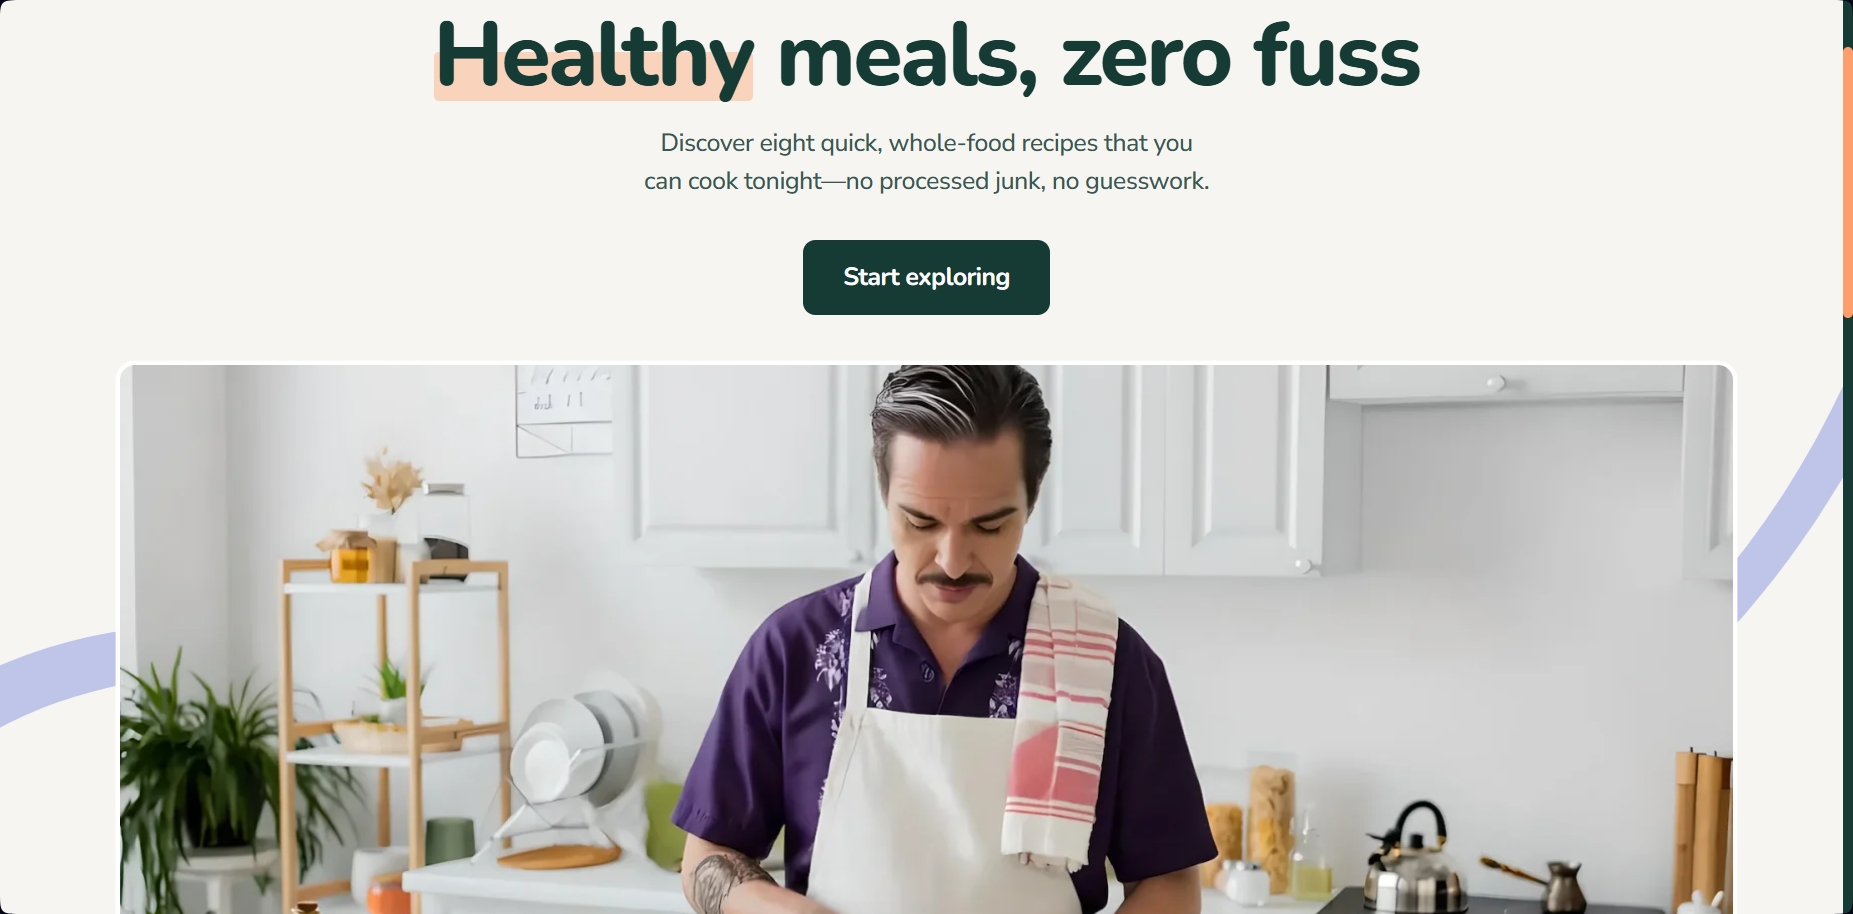 Healthy meals, zero fuss
Discover eight quick, whole-food recipes that you
can cook tonight—no processed junk, no guesswork.
Start exploring